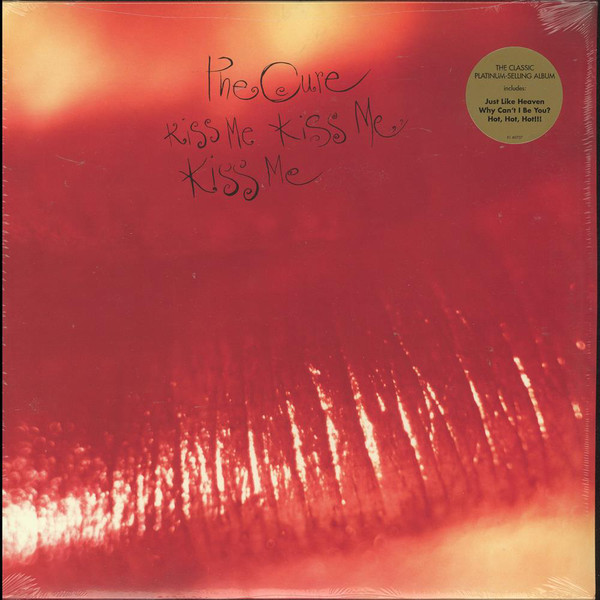 The Cure
Kiss Me Kiss Me
Kiss Me
THE CLASSIC
PLATINUM-SELLING ALBUM
includes:
Just Like Heaven
Why Can't I Be You?
Hot, Hot, Hot!!!